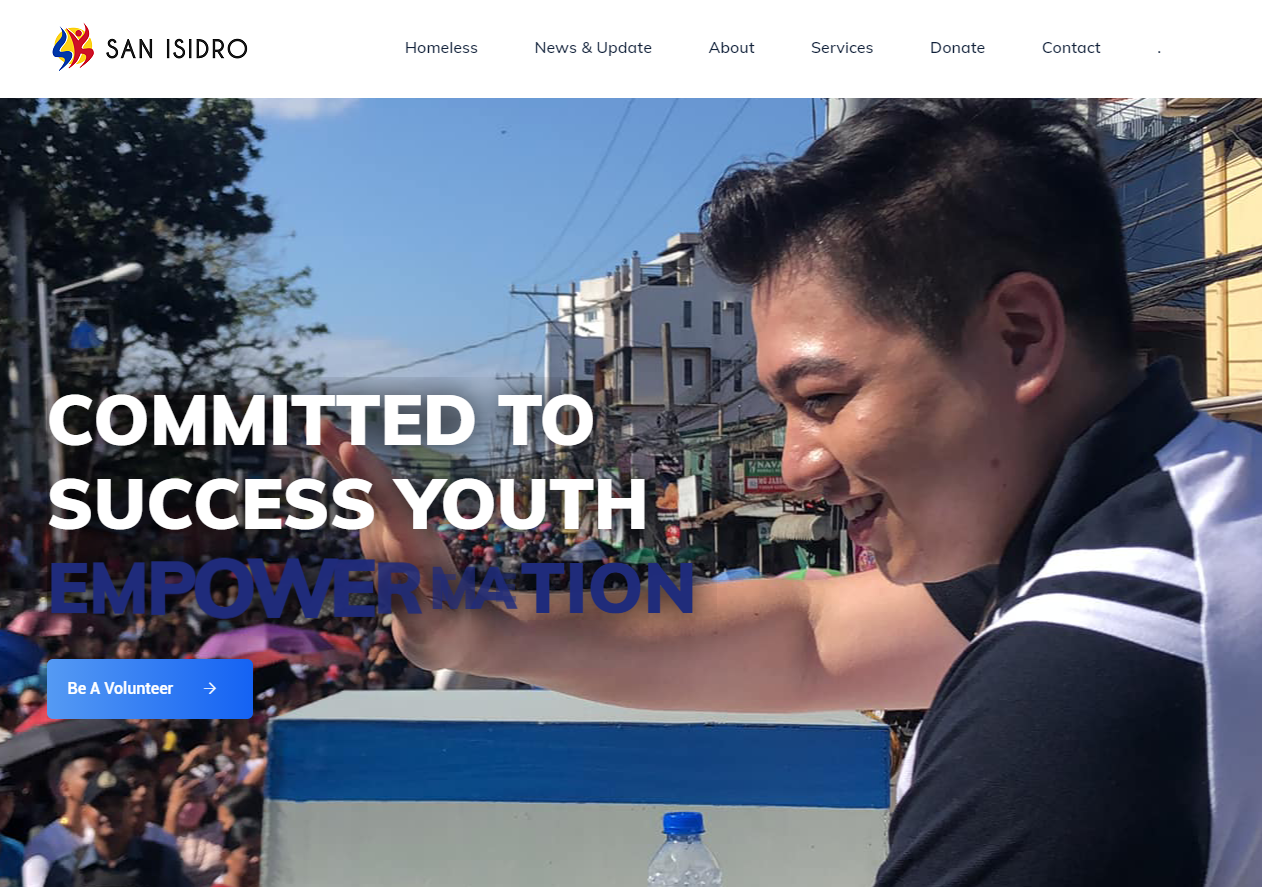 SAN ISIDRO
Homeless
News & Update
About
Services
Donate
Contact
.
COMMITTED TO
SUCCESS YOUTH
EMPOWERMATION
Be A Volunteer